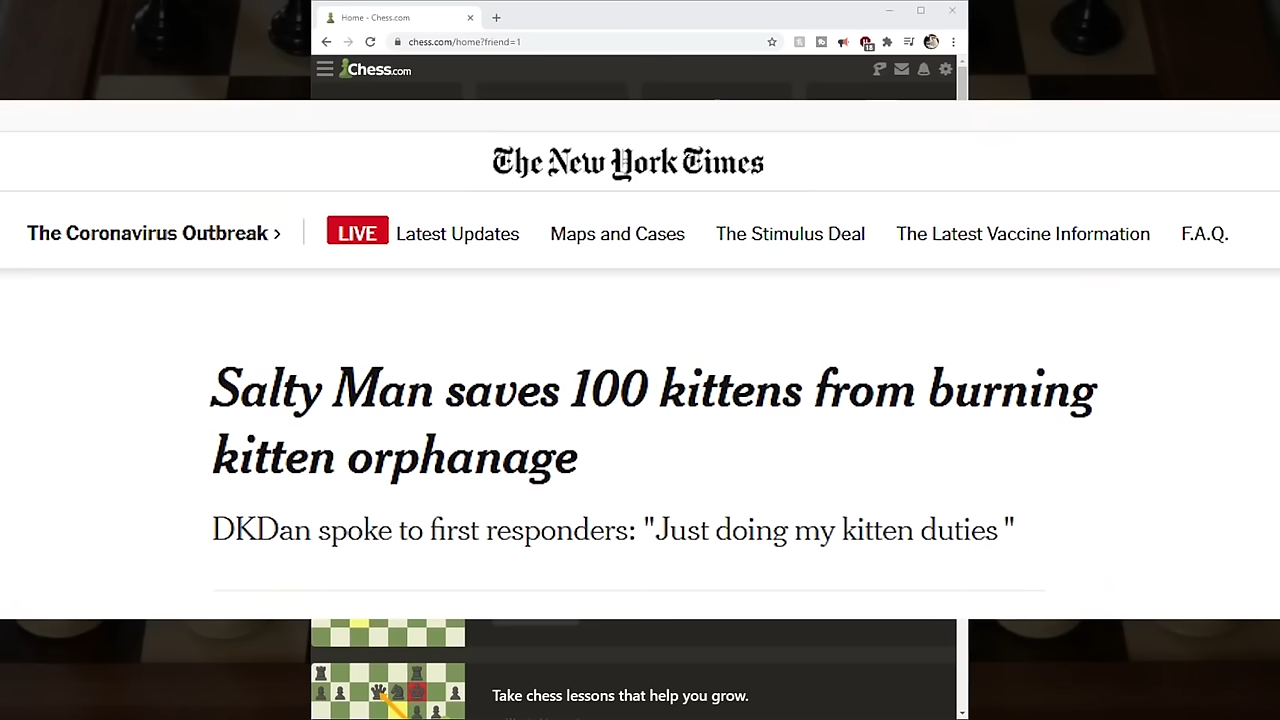 Home - Chess.com
chess.com/home?friend=1
18
Chess.com
The New York Times
The Coronavirus Outbreak › LIVE Latest Updates Maps and Cases The Stimulus Deal The Latest Vaccine Information F.A.Q.
Salty Man saves 100 kittens from burning
kitten orphanage
DKDan spoke to first responders: "Just doing my kitten duties "
Take chess lessons that help you grow.